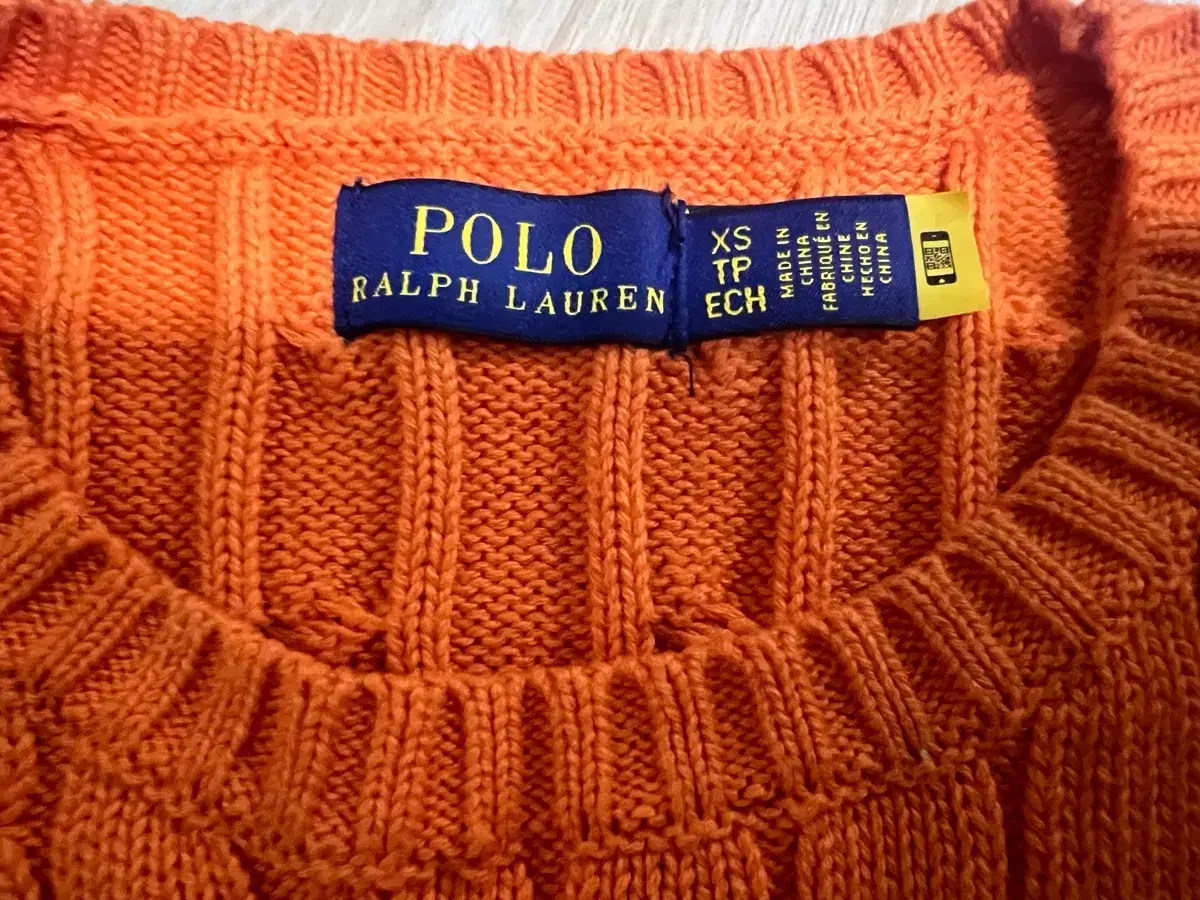 POLO
RALPH LAUREN
XS
TP
ECH
MADE IN
CHINA
FABRIQUÉ EN
CHINE
HECHO EN
CHINA